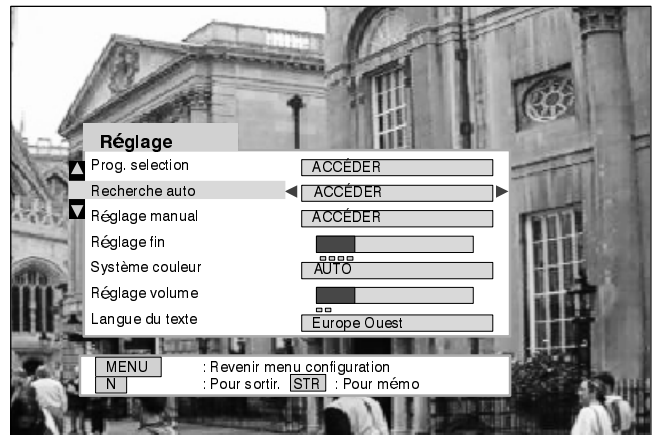 Réglage
Prog. selection ACCÉDER
Recherche auto ACCÉDER
Réglage manual ACCÉDER
Réglage fin
Système couleur AUTO
Réglage volume
Langue du texte Europe Ouest
MENU : Revenir menu configuration
N : Pour sortir. STR : Pour mémo